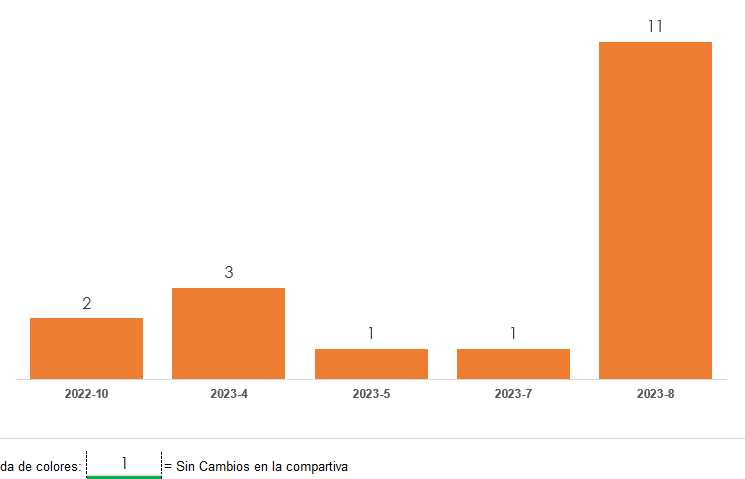 11
3
2
1 1
2022-10 2023-4 2023-5 2023-7 2023-8
da de colores: 1 = Sin Cambios en la compartiva